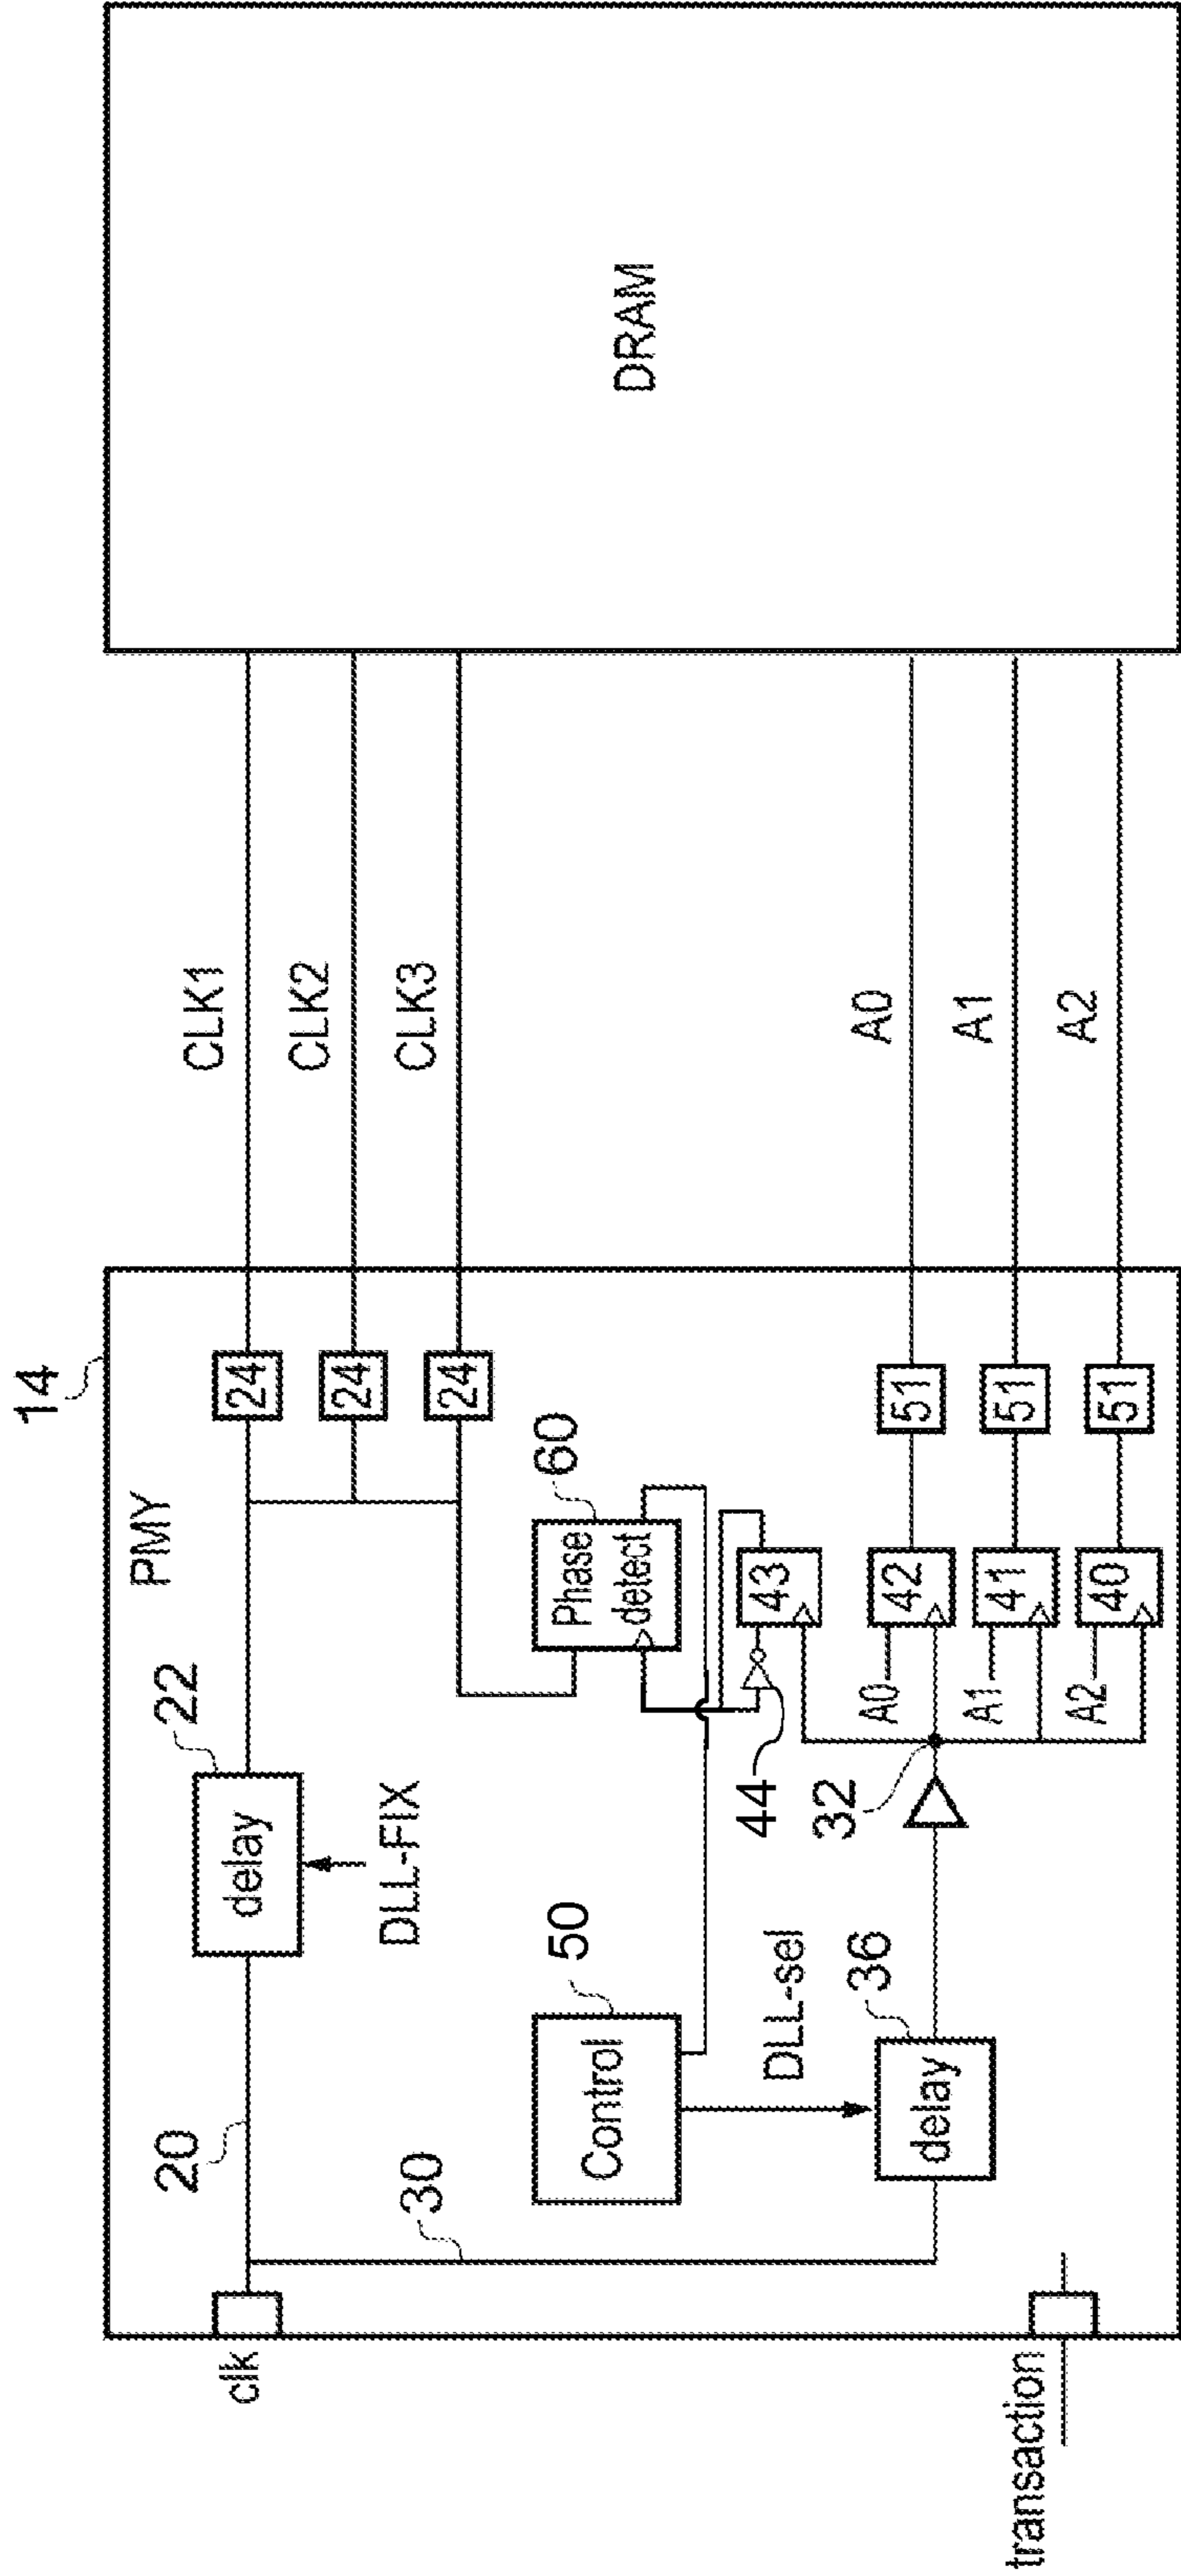 14
PMY
clk
20
22
delay
DLL-FIX
24
24
24
CLK1
CLK2
CLK3
DRAM
30
50
Control
60
Phase
detect
43
44
DLL-sel
36
delay
32
A0
42
51
A0
A1
41
51
A1
A2
40
51
A2
transaction